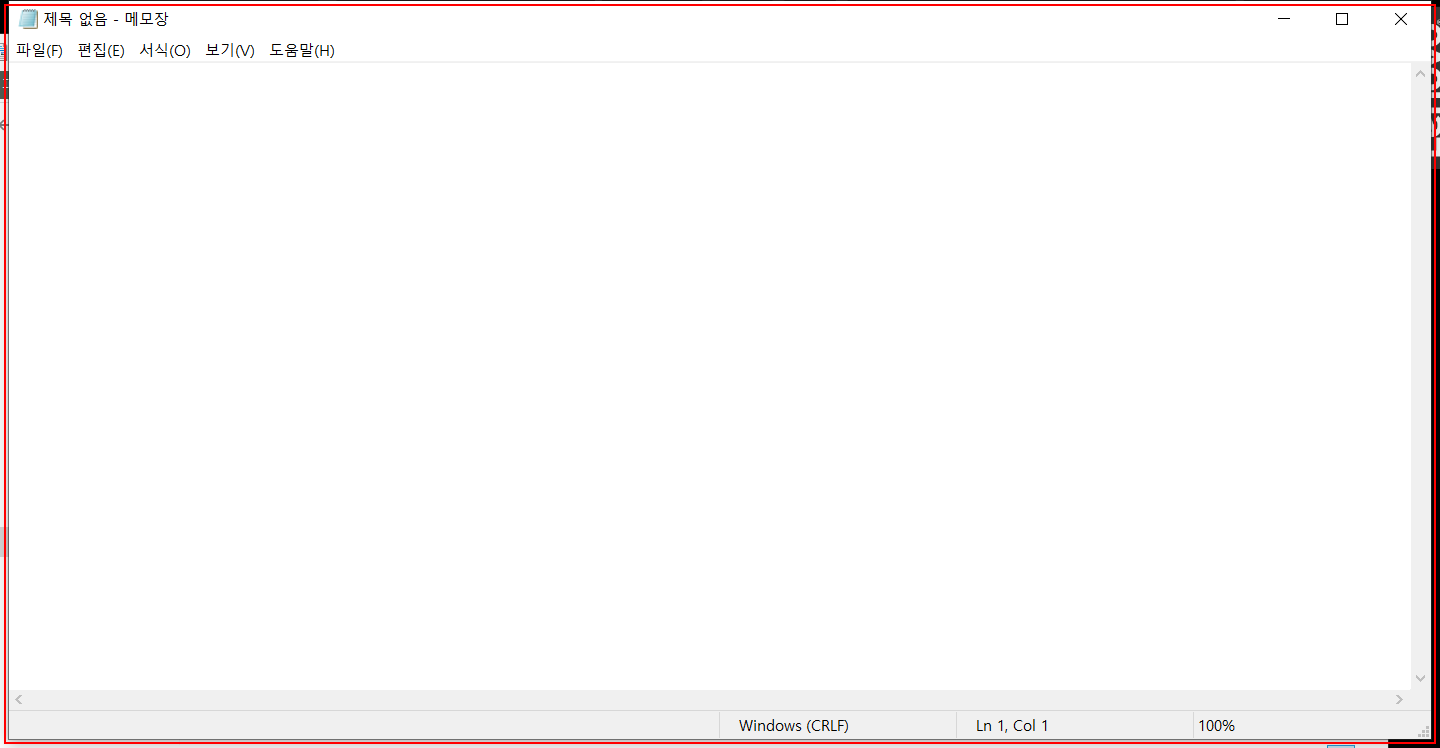 제목 없음 - 메모장
파일(F) 편집(E) 서식(O) 보기(V) 도움말(H)
Windows (CRLF) Ln 1, Col 1 100%